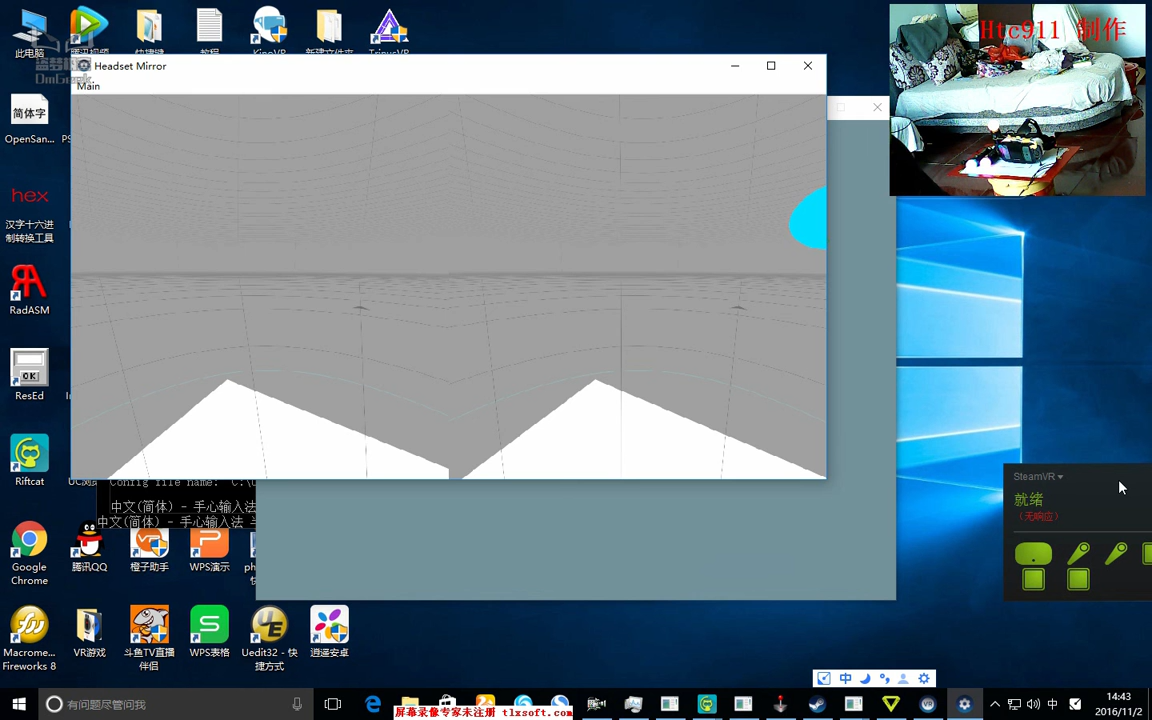 此电脑
腾讯视频
快捷键
教程
KinoVR
新建文件夹
TrinusVR
Htc911 制作
Headset Mirror
Main
简体字
OpenSan...
hex
汉字十六进
制转换工具
RadASM
OK
ResEd
Riftcat
Config file name: "C:\
中文(简体) - 手心输入法
中文(简体) - 手心输入法
SteamVR
就绪
(无响应)
Google
Chrome
腾讯QQ
橙子助手
WPS演示
Macrome...
Fireworks 8
VR游戏
斗鱼TV直播
伴侣
WPS表格
Uedit32 - 快
捷方式
逍遥安卓
中
有问题尽管问我
屏幕录像专家未注册 tlxsoft.com
中
14:43
2016/11/2